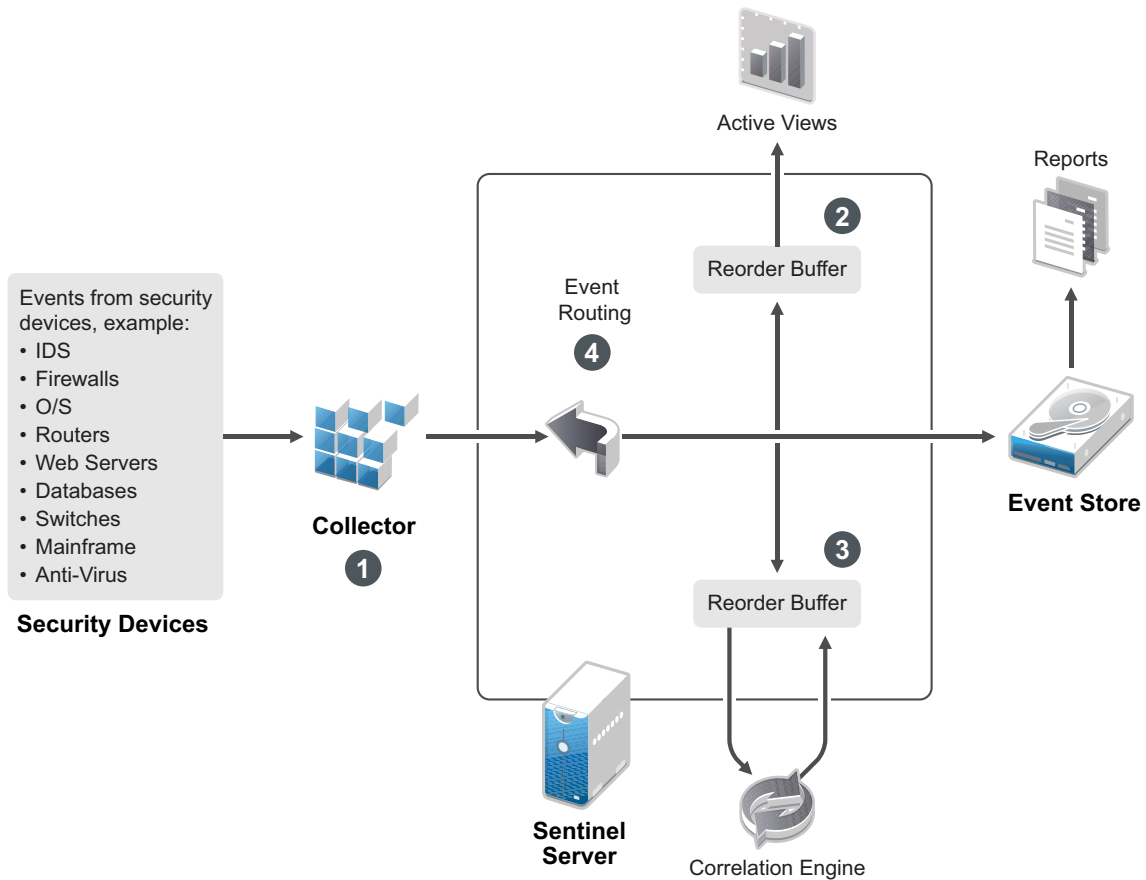 Active Views
Reports
2
Reorder Buffer
Events from security
devices, example:
• IDS
• Firewalls
• O/S
• Routers
• Web Servers
• Databases
• Switches
• Mainframe
• Anti-Virus
Security Devices
Event
Routing
4
Collector
1
Event Store
3
Reorder Buffer
Sentinel
Server
Correlation Engine